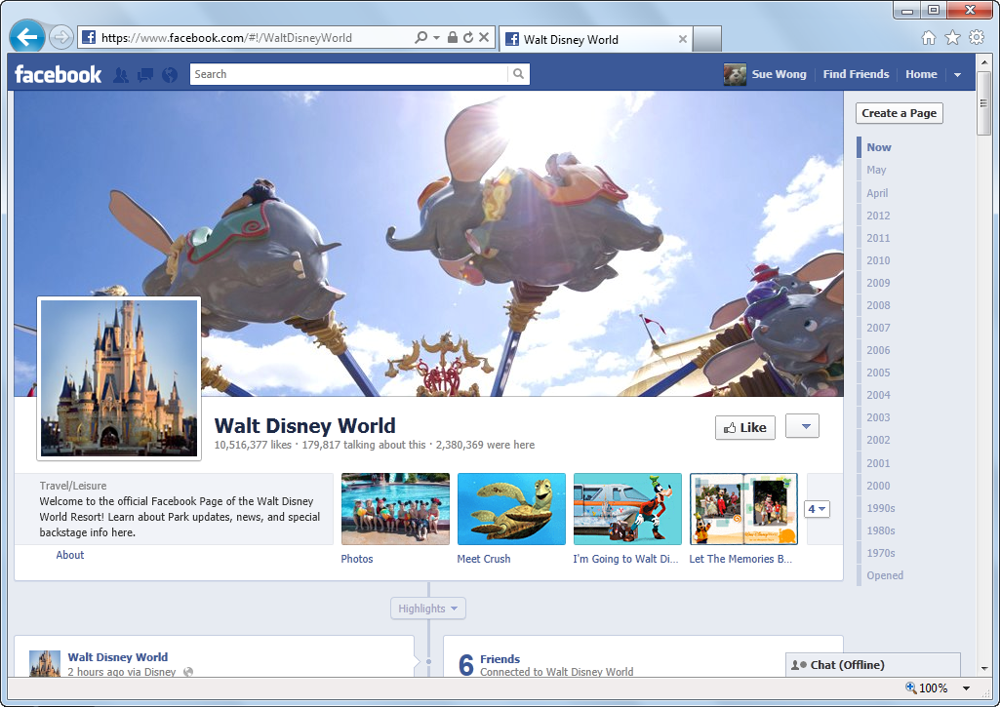 https://www.facebook.com/#!/WaltDisneyWorld
Walt Disney World
facebook
Search
Sue Wong
Find Friends
Home
Create a Page
Now
May
April
2012
2011
2010
2009
2008
2007
2006
2005
2004
2003
2002
2001
2000
1990s
1980s
1970s
Opened
Walt Disney World
10,516,377 likes · 179,817 talking about this · 2,380,369 were here
Like
Travel/Leisure
Welcome to the official Facebook Page of the Walt Disney
World Resort! Learn about Park updates, news, and special
backstage info here.
About
Photos
Meet Crush
I'm Going to Walt Di...
Let The Memories B...
4
Highlights
Walt Disney World
2 hours ago via Disney
6 Friends
Connected to Walt Disney World
Chat (Offline)
100%